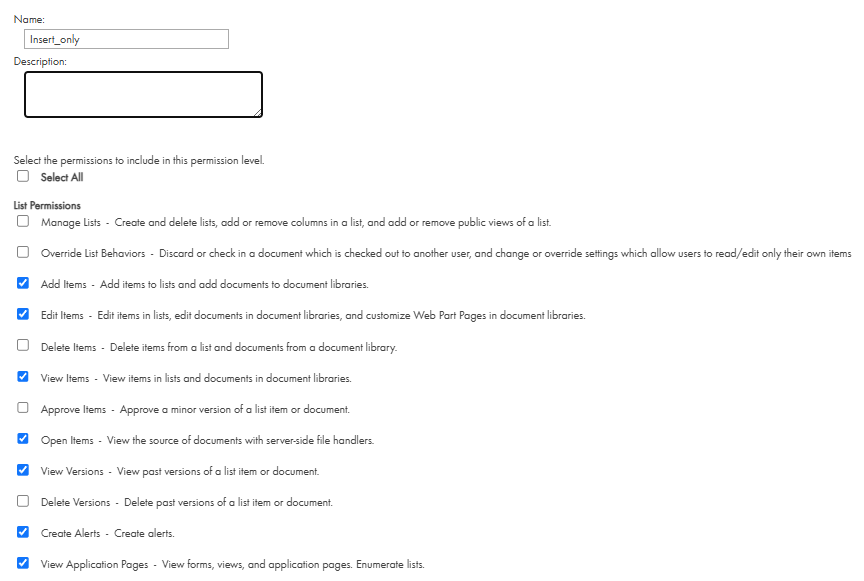 Name:
Insert_only
Description:
Select the permissions to include in this permission level.
Select All
List Permissions
Manage Lists - Create and delete lists, add or remove columns in a list, and add or remove public views of a list.
Override List Behaviors - Discard or check in a document which is checked out to another user, and change or override settings which allow users to read/edit only their own items
Add Items - Add items to lists and add documents to document libraries.
Edit Items - Edit items in lists, edit documents in document libraries, and customize Web Part Pages in document libraries.
Delete Items - Delete items from a list and documents from a document library.
View Items - View items in lists and documents in document libraries.
Approve Items - Approve a minor version of a list item or document.
Open Items - View the source of documents with server-side file handlers.
View Versions - View past versions of a list item or document.
Delete Versions - Delete past versions of a list item or document.
Create Alerts - Create alerts.
View Application Pages - View forms, views, and application pages. Enumerate lists.